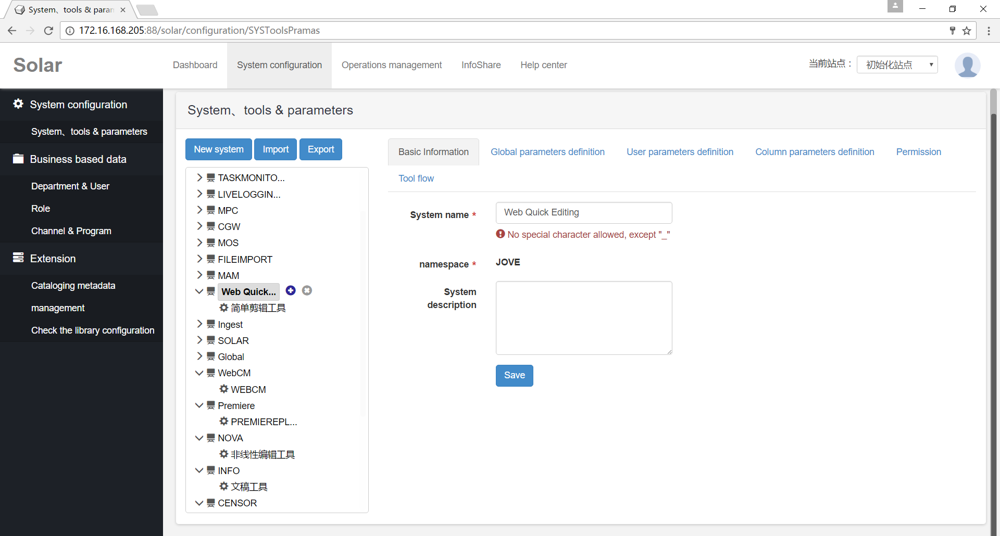 System、tools & paran
172.16.168.205:88/solar/configuration/SYSToolsPramas
Solar
Dashboard
System configuration
Operations management
InfoShare
Help center
当前站点：
初始化站点
System configuration
System、tools & parameters
Business based data
Department & User
Role
Channel & Program
Extension
Cataloging metadata
management
Check the library configuration
System、tools & parameters
New system
Import
Export
TASKMONITO...
LIVELOGGIN...
MPC
CGW
MOS
FILEIMPORT
MAM
Web Quick...
简单剪辑工具
Ingest
SOLAR
Global
WebCM
WEBCM
Premiere
PREMIEREPL...
NOVA
非线性编辑工具
INFO
文稿工具
CENSOR
Basic Information
Global parameters definition
User parameters definition
Column parameters definition
Permission
Tool flow
System name *
Web Quick Editing
No special character allowed, except "_"
namespace *
JOVE
System
description
Save